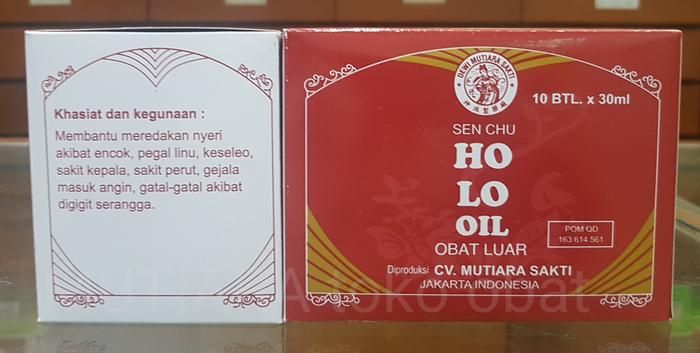 Khasiat dan kegunaan :
Membantu meredakan nyeri
akibat encok, pegal linu, keseleo,
sakit kepala, sakit perut, gejala
masuk angin, gatal-gatal akibat
digigit serangga.
DEWI MUTIARA SAKTI
10 BTL. x 30ml
SEN CHU
HO
LO
OIL
OBAT LUAR
POM QD
163 614 561
Diproduksi CV. MUTIARA SAKTI
JAKARTA INDONESIA
MUTIARA toko obat